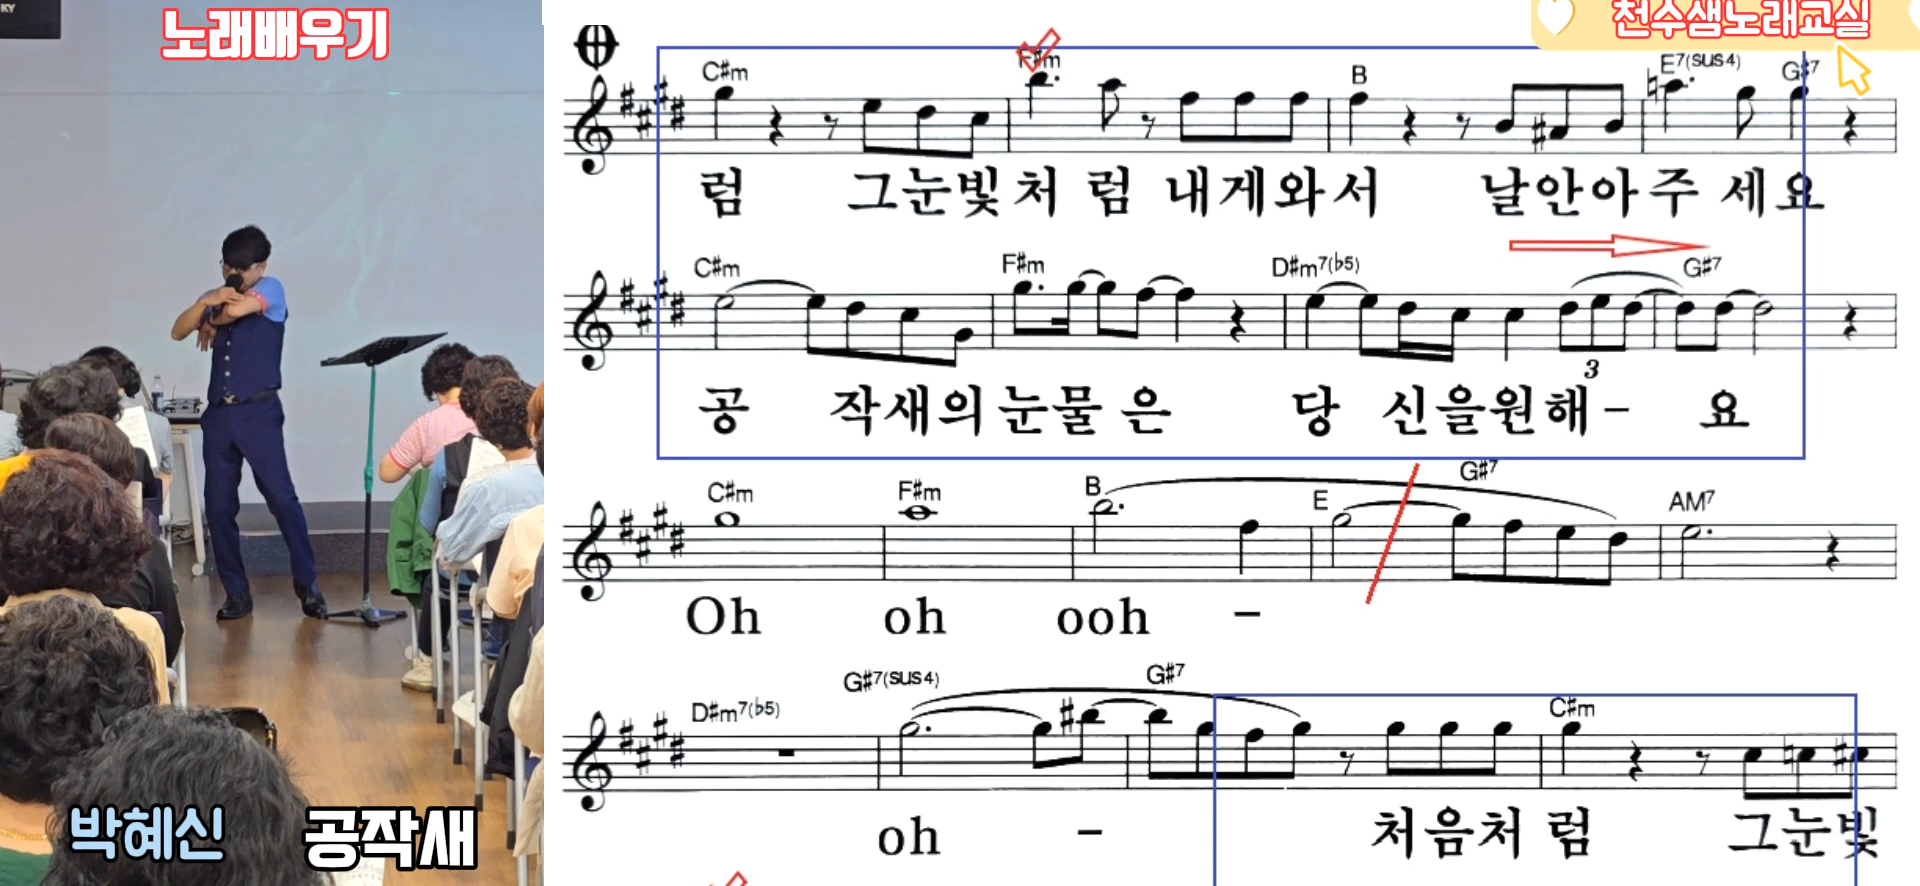 KY
노래배우기
천수샘노래교실
C#m F#m B E7(sus4) G#7
럼 그눈빛처 럼 내게와서 날안아주 세요
C#m F#m D#m7(b5) G#7
3
공 작새의눈물 은 당 신을원해- 요
C#m F#m B E G#7 AM7
Oh oh ooh -
D#m7(b5) G#7(sus4) G#7 C#m
oh - 처음처 럼 그눈빛
박혜신 공작새